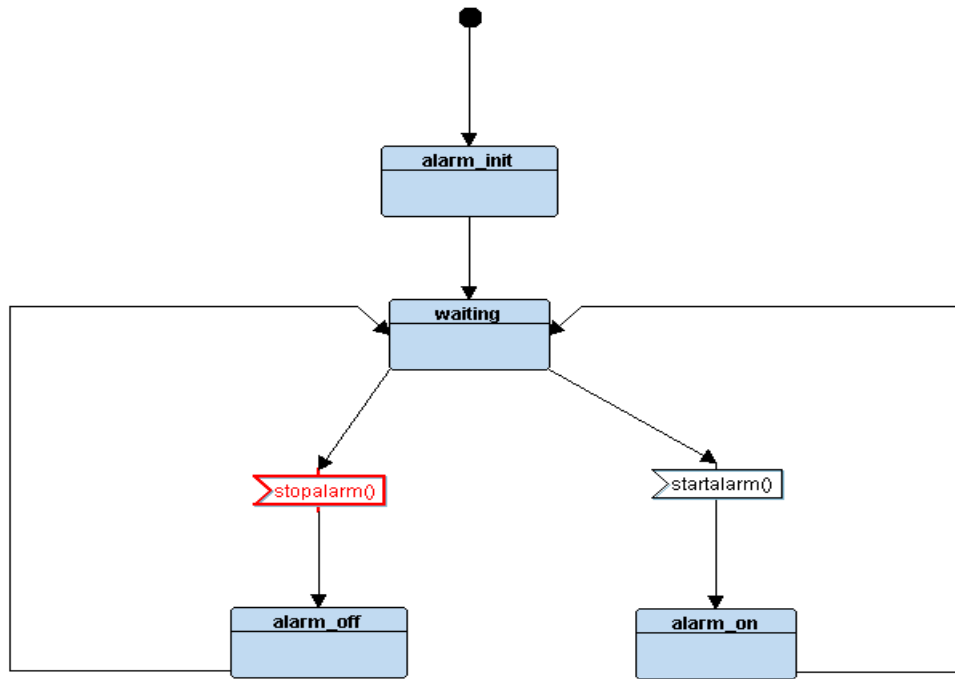 alarm_init
waiting
stopalarm()
startalarm()
alarm_off
alarm_on